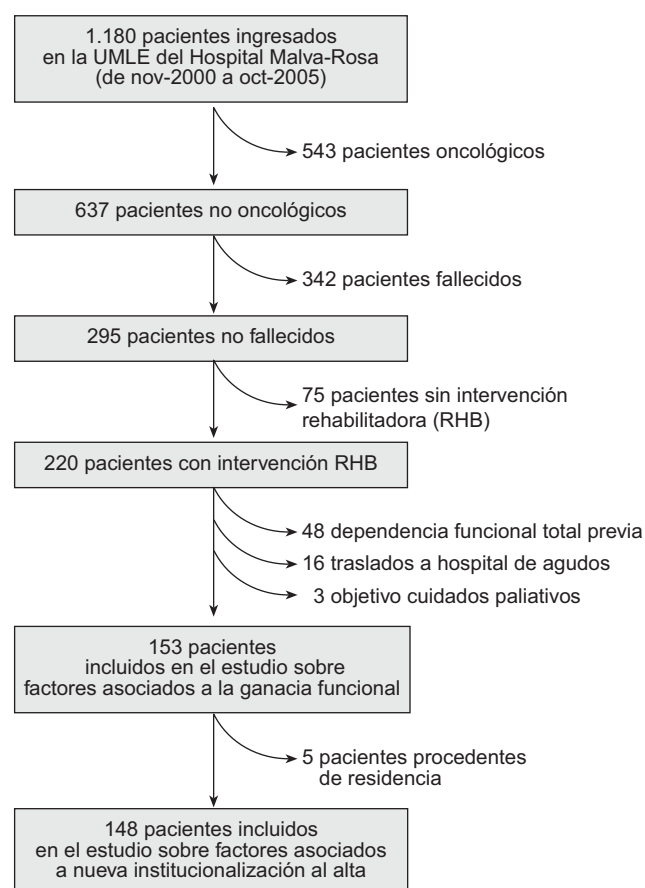 1.180 pacientes ingresados
en la UMLE del Hospital Malva-Rosa
(de nov-2000 a oct-2005)
543 pacientes oncológicos
637 pacientes no oncológicos
342 pacientes fallecidos
295 pacientes no fallecidos
75 pacientes sin intervención
rehabilitadora (RHB)
220 pacientes con intervención RHB
48 dependencia funcional total previa
16 traslados a hospital de agudos
3 objetivo cuidados paliativos
153 pacientes
incluidos en el estudio sobre
factores asociados a la ganacia funcional
5 pacientes procedentes
de residencia
148 pacientes incluidos
en el estudio sobre factores asociados
a nueva institucionalización al alta